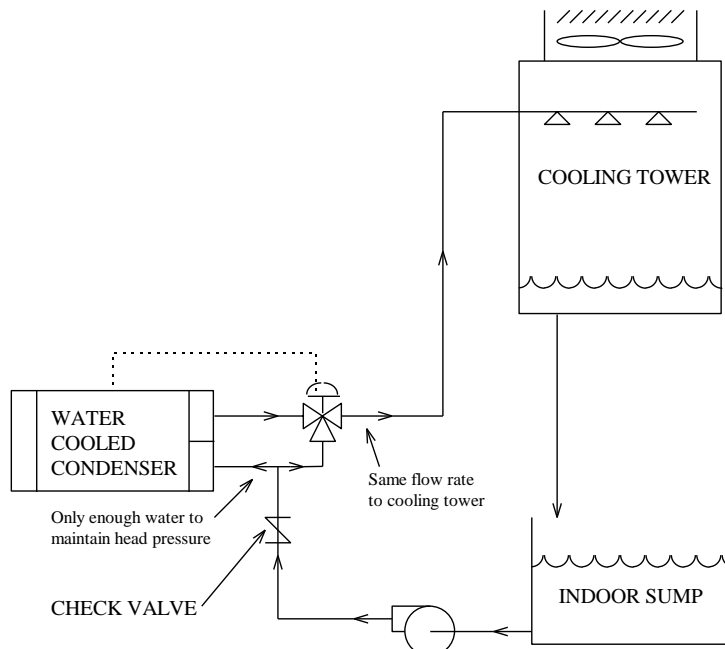 COOLING TOWER
WATER
COOLED
CONDENSER
Same flow rate
to cooling tower
Only enough water to
maintain head pressure
CHECK VALVE
INDOOR SUMP